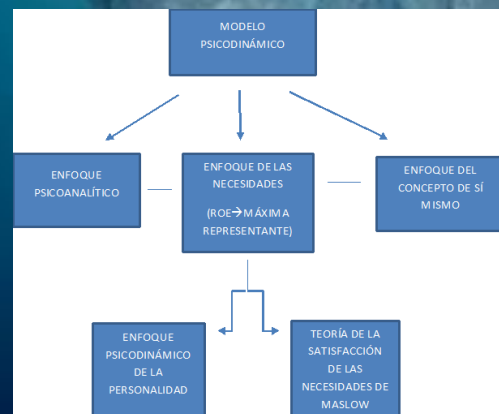 MODELO
PSICODINÁMICO
ENFOQUE
PSICOANALÍTICO
ENFOQUE DE LAS
NECESIDADES
(ROE→MÁXIMA
REPRESENTANTE)
ENFOQUE DEL
CONCEPTO DE SÍ
MISMO
ENFOQUE
PSICODINÁMICO
DE LA
PERSONALIDAD
TEORÍA DE LA
SATISFACCIÓN
DE LAS
NECESIDADES DE
MASLOW